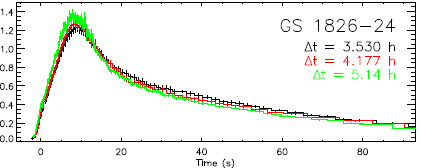 1.4
GS 1826-24
1.2
Δt = 3.530 h
1.0
Δt = 4.177 h
0.8
Δt = 5.14 h
0.6
0.4
0.2
0.0
0 20 40 60 80
Time (s)